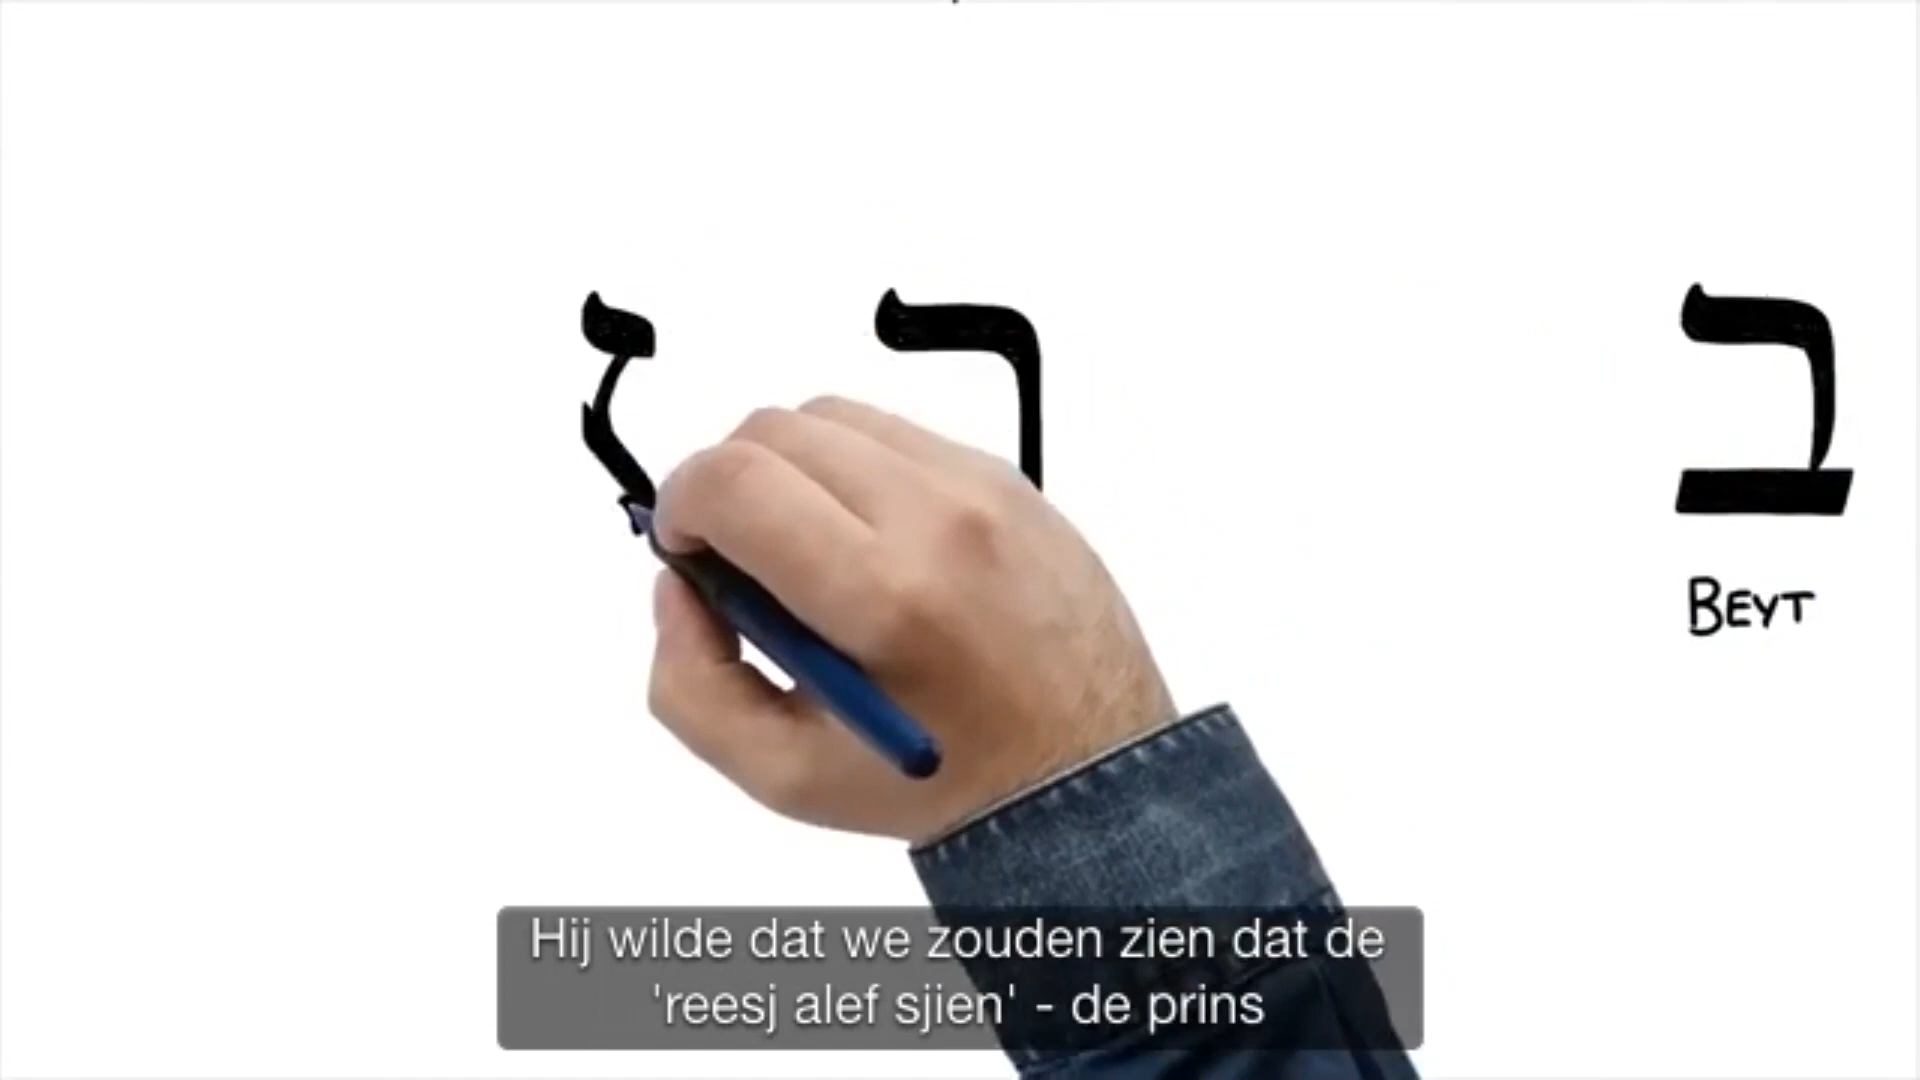 ב ר
BEYT
Hij wilde dat we zouden zien dat de
'reesj alef sjien' - de prins